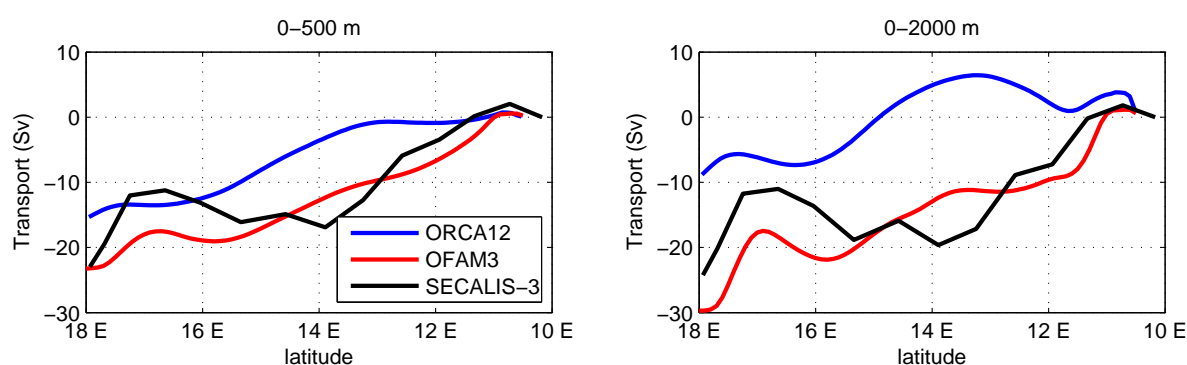 0−500 m
Transport (Sv)
10
0
−10
−20
−30
18 E 16 E 14 E 12 E 10 E
latitude
ORCA12
OFAM3
SECALIS−3
0−2000 m
Transport (Sv)
10
0
−10
−20
−30
18 E 16 E 14 E 12 E 10 E
latitude